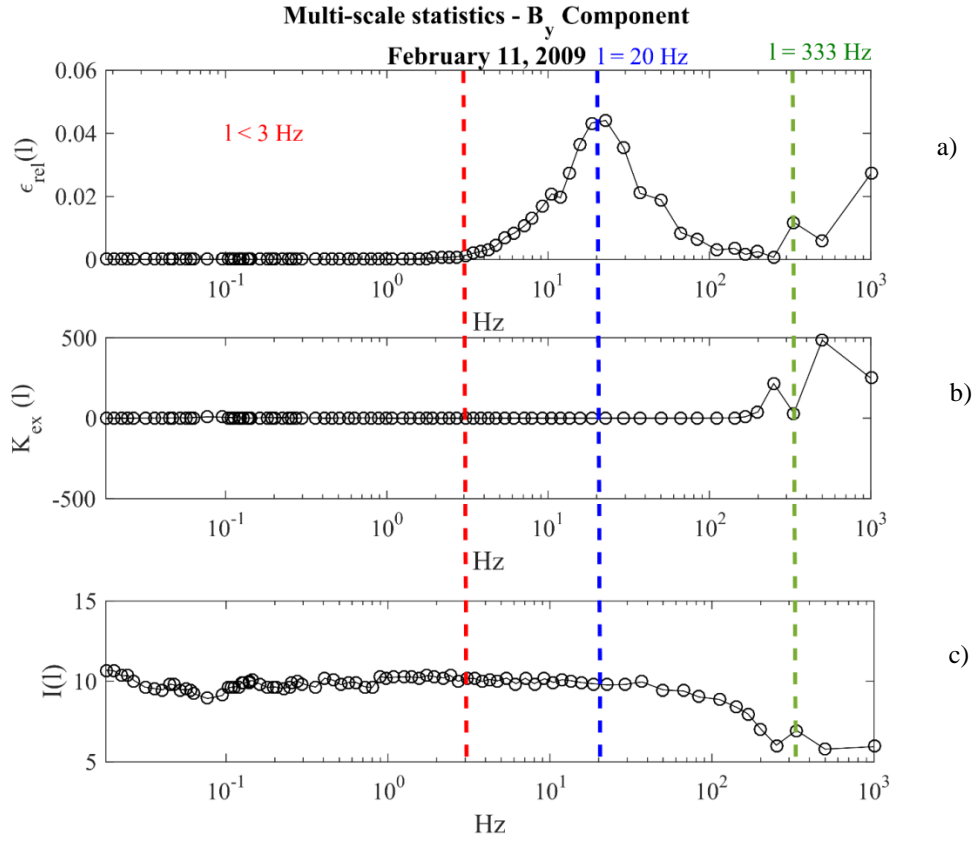 Multi-scale statistics - B_y Component
February 11, 2009 l = 20 Hz l = 333 Hz
0.06
0.04
0.02
0
ϵ_rel(l)
l < 3 Hz
a)
10^-1 10^0 10^1 10^2 10^3
Hz
500
0
-500
K_ex (l)
b)
10^-1 10^0 10^1 10^2 10^3
Hz
15
10
5
I(l)
c)
10^-1 10^0 10^1 10^2 10^3
Hz